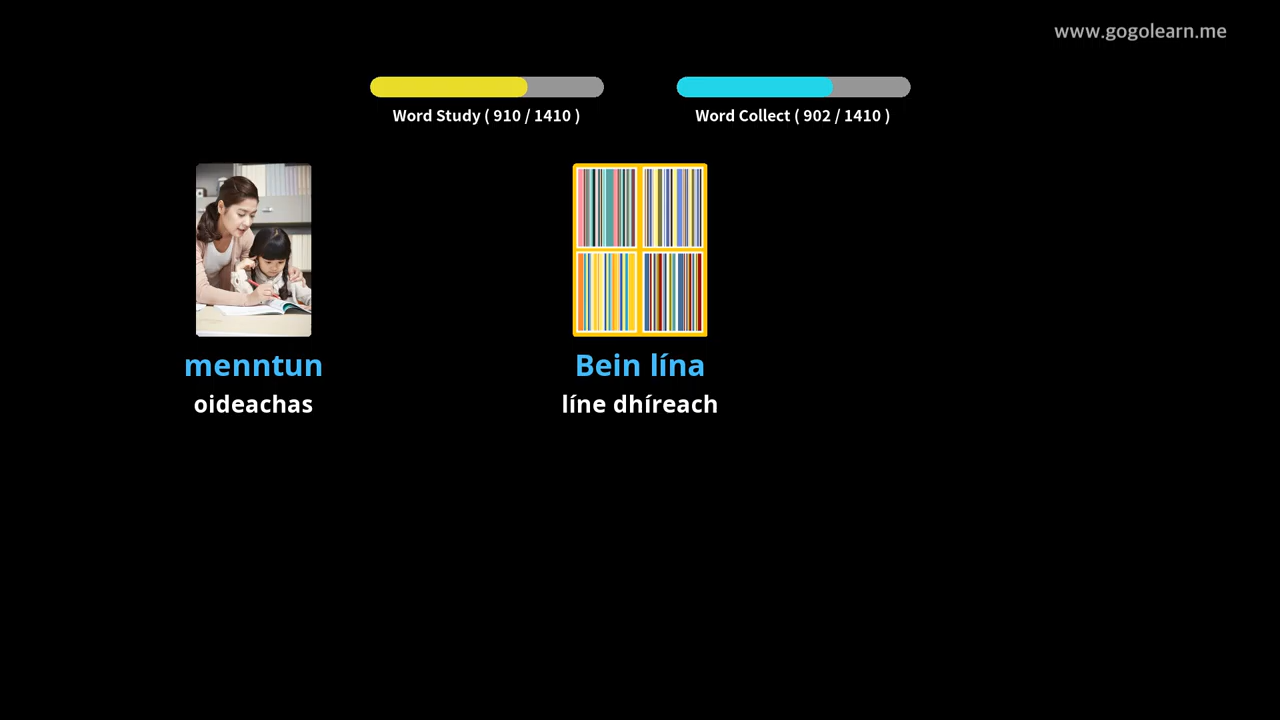 www.gogolearn.me
Word Study ( 910 / 1410 )
Word Collect ( 902 / 1410 )
menntun
oideachas
Bein lína
líne dhíreach